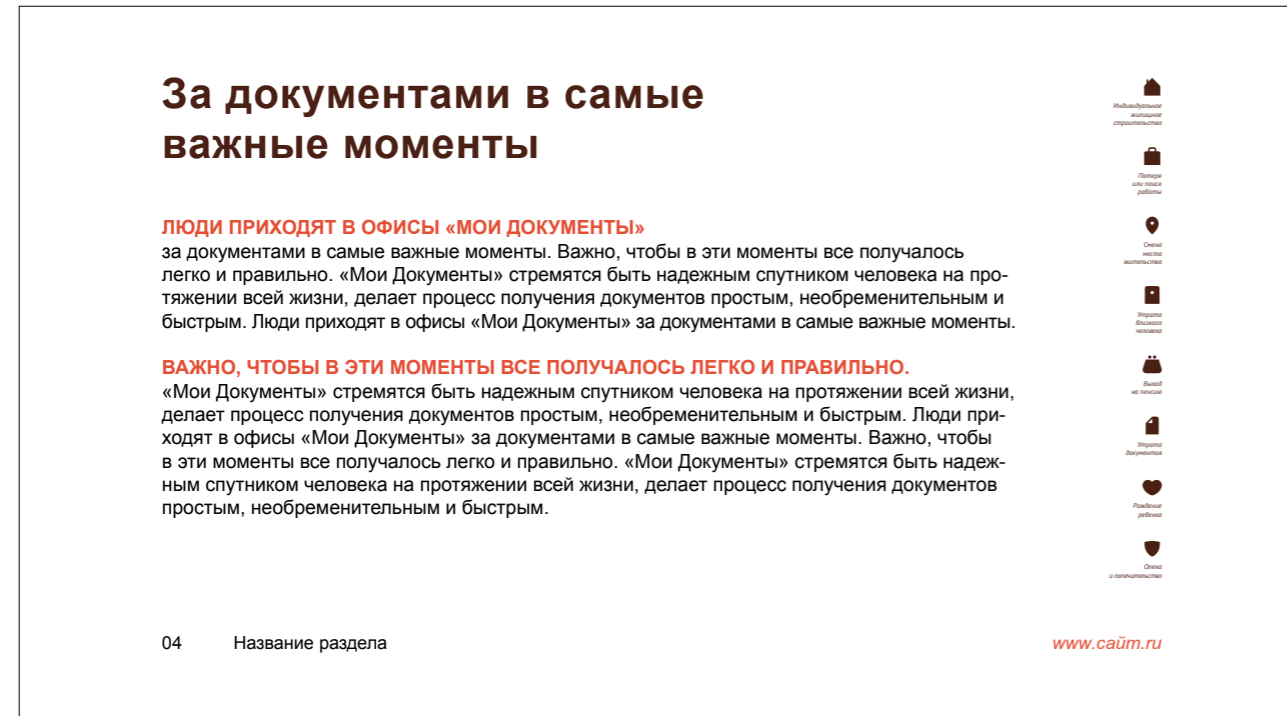 За документами в самые
важные моменты
ЛЮДИ ПРИХОДЯТ В ОФИСЫ «МОИ ДОКУМЕНТЫ»
за документами в самые важные моменты. Важно, чтобы в эти моменты все получалось
легко и правильно. «Мои Документы» стремятся быть надежным спутником человека на про-
тяжении всей жизни, делает процесс получения документов простым, необременительным и
быстрым. Люди приходят в офисы «Мои Документы» за документами в самые важные моменты.
ВАЖНО, ЧТОБЫ В ЭТИ МОМЕНТЫ ВСЕ ПОЛУЧАЛОСЬ ЛЕГКО И ПРАВИЛЬНО.
«Мои Документы» стремятся быть надежным спутником человека на протяжении всей жизни,
делает процесс получения документов простым, необременительным и быстрым. Люди при-
ходят в офисы «Мои Документы» за документами в самые важные моменты. Важно, чтобы
в эти моменты все получалось легко и правильно. «Мои Документы» стремятся быть надеж-
ным спутником человека на протяжении всей жизни, делает процесс получения документов
простым, необременительным и быстрым.
Индивидуальное
жилищное
строительство
Потеря
или поиск
работы
Смена
места
жительства
Утрата
близкого
человека
Выход
на пенсию
Утрата
документов
Рождение
ребенка
Опека
и попечительство
04 Название раздела
www.сайт.ru